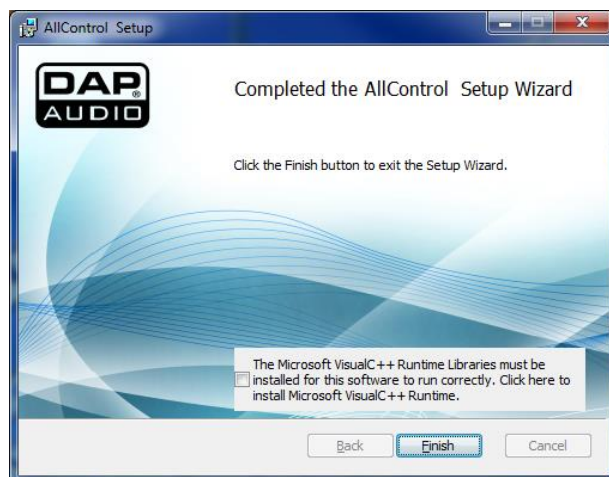 AllControl Setup
DAP
AUDIO
®
Completed the AllControl Setup Wizard
Click the Finish button to exit the Setup Wizard.
The Microsoft VisualC++ Runtime Libraries must be
installed for this software to run correctly. Click here to
install Microsoft VisualC++ Runtime.
Back
Finish
Cancel